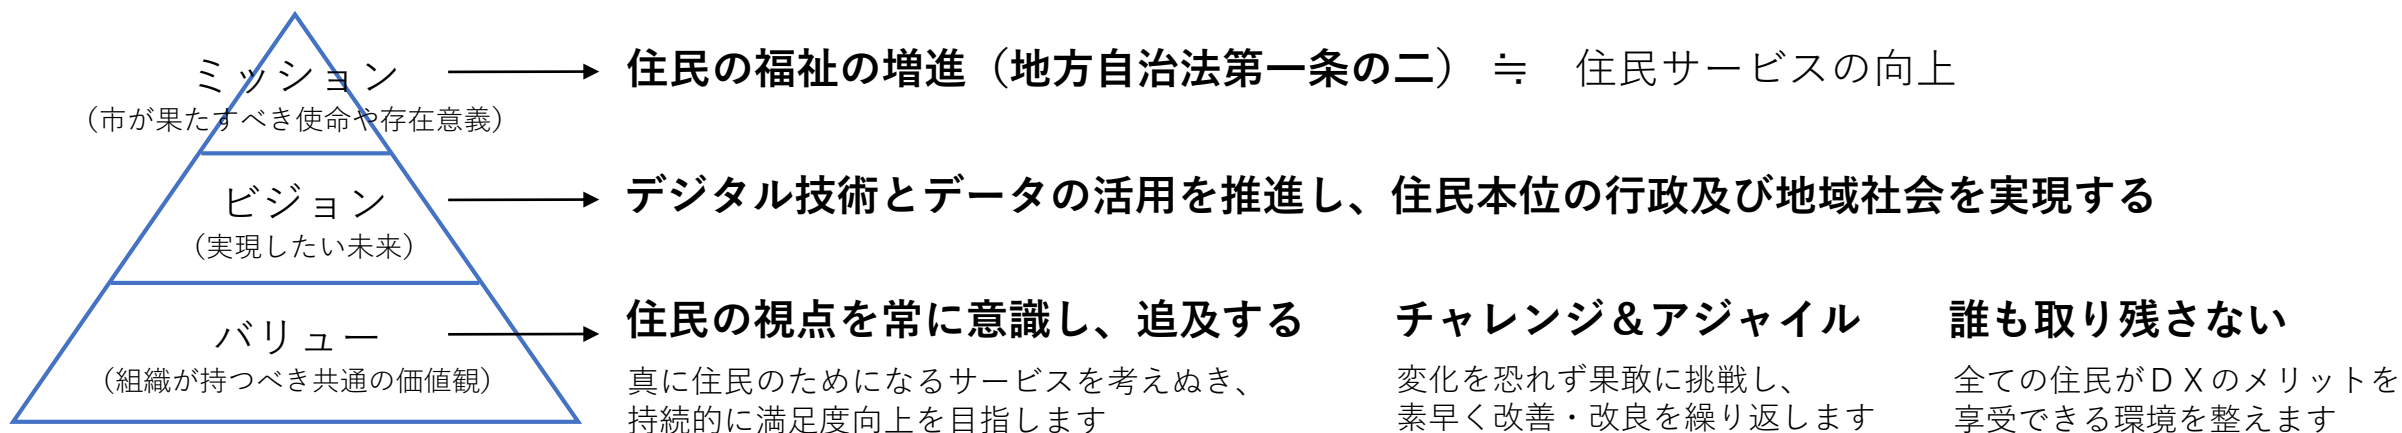 ミッション
（市が果たすべき使命や存在意義）
住民の福祉の増進（地方自治法第一条の二） ≒　住民サービスの向上
ビジョン
（実現したい未来）
デジタル技術とデータの活用を推進し、住民本位の行政及び地域社会を実現する
バリュー
（組織が持つべき共通の価値観）
住民の視点を常に意識し、追及する
真に住民のためになるサービスを考えぬき、
持続的に満足度向上を目指します
チャレンジ＆アジャイル
変化を恐れず果敢に挑戦し、
素早く改善・改良を繰り返します
誰も取り残さない
全ての住民がＤＸのメリットを
享受できる環境を整えます